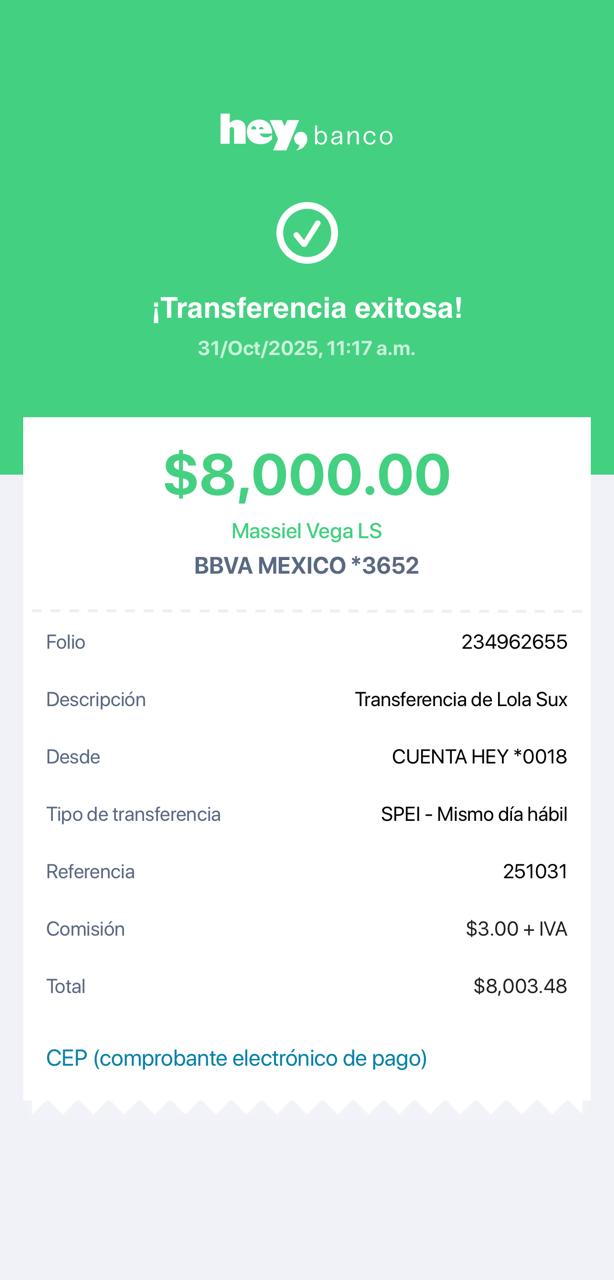 hey, banco
¡Transferencia exitosa!
31/Oct/2025, 11:17 a.m.
$8,000.00
Massiel Vega LS
BBVA MEXICO *3652
Folio 234962655
Descripción Transferencia de Lola Sux
Desde CUENTA HEY *0018
Tipo de transferencia SPEI - Mismo día hábil
Referencia 251031
Comisión $3.00 + IVA
Total $8,003.48
CEP (comprobante electrónico de pago)